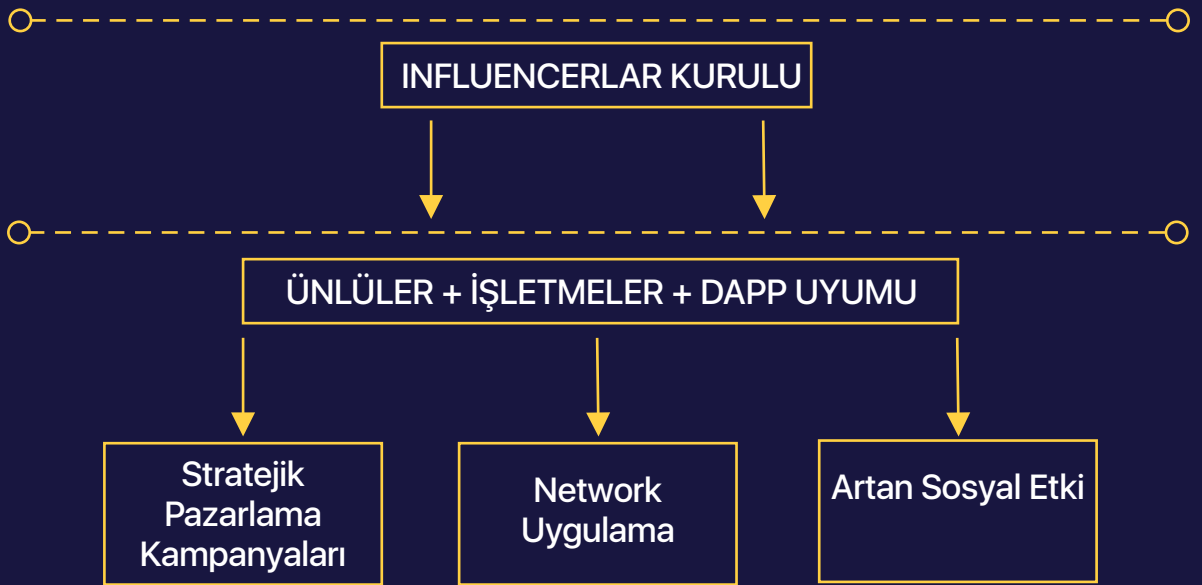 INFLUENCERLAR KURULU
ÜNLÜLER + İŞLETMELER + DAPP UYUMU
Stratejik
Pazarlama
Kampanyaları
Network
Uygulama
Artan Sosyal Etki